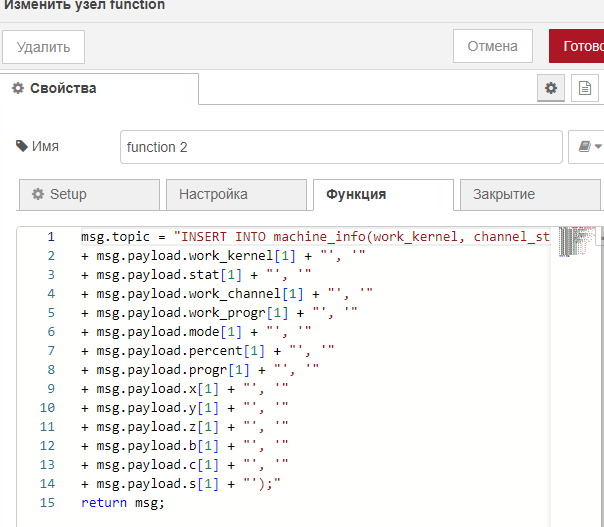 Изменить узел function
Удалить
Отмена
Свойства
Имя
function 2
Setup
Настройка
Функция
Закрытие
1 msg.topic = "INSERT INTO machine_info(work_kernel, channel_st
2 + msg.payload.work_kernel[1] + "', '"
3 + msg.payload.stat[1] + "', '"
4 + msg.payload.work_channel[1] + "', '"
5 + msg.payload.work_progr[1] + "', '"
6 + msg.payload.mode[1] + "', '"
7 + msg.payload.percent[1] + "', '"
8 + msg.payload.progr[1] + "', '"
9 + msg.payload.x[1] + "', '"
10 + msg.payload.y[1] + "', '"
11 + msg.payload.z[1] + "', '"
12 + msg.payload.b[1] + "', '"
13 + msg.payload.c[1] + "', '"
14 + msg.payload.s[1] + "');"
15 return msg;